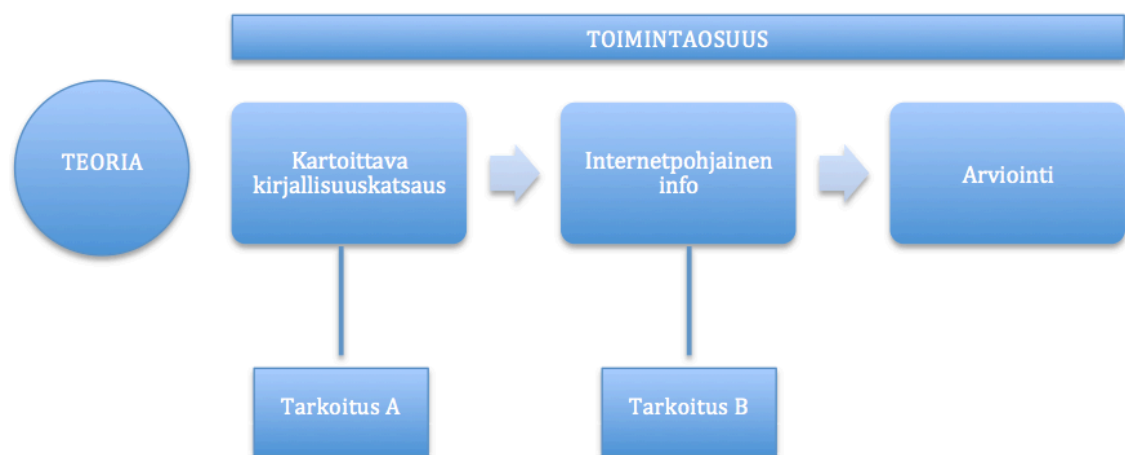 TOIMINTAOSUUS
TEORIA
Kartoittava
kirjallisuuskatsaus
Internetpohjainen
info
Arviointi
Tarkoitus A
Tarkoitus B